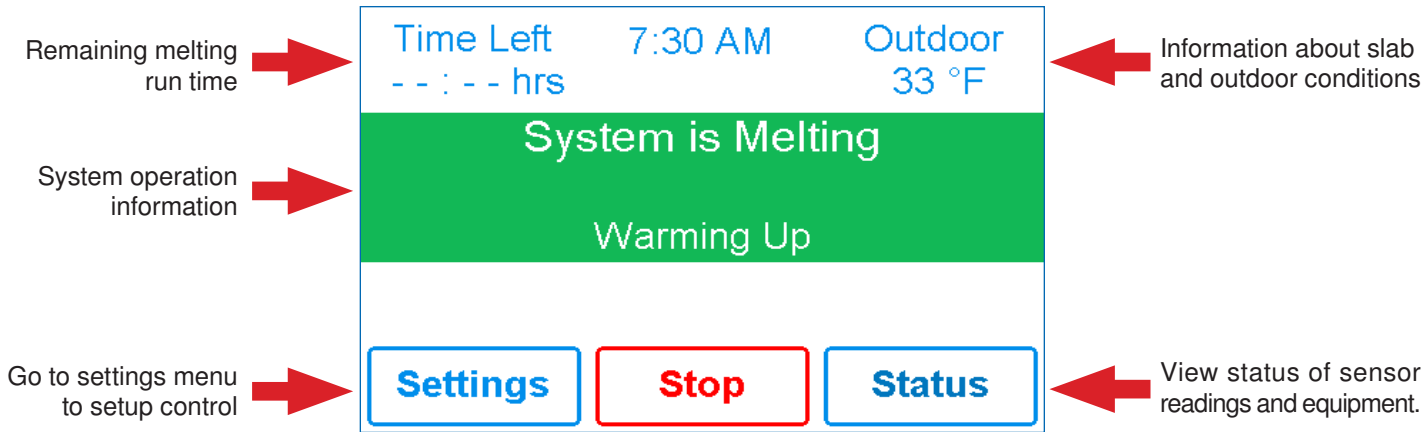 Remaining melting
run time
Time Left
- - : - - hrs
7:30 AM
Outdoor
33 °F
Information about slab
and outdoor conditions
System operation
information
System is Melting
Warming Up
Go to settings menu
to setup control
Settings
Stop
Status
View status of sensor
readings and equipment.